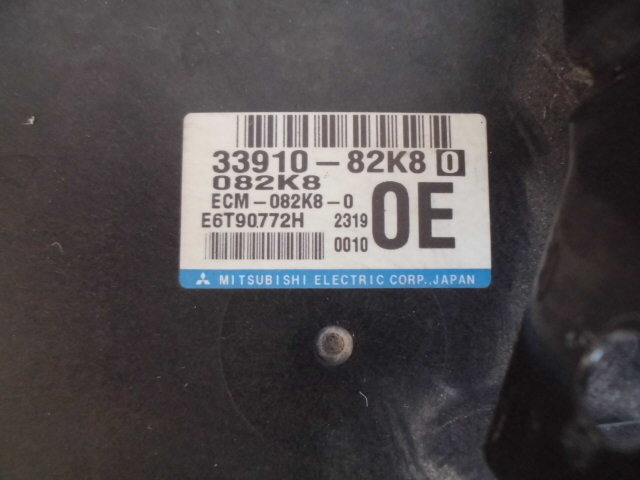 33910-82K8 0
082K8
ECM-082K8-0
E6T90772H 2319
0010
0E
MITSUBISHI ELECTRIC CORP., JAPAN